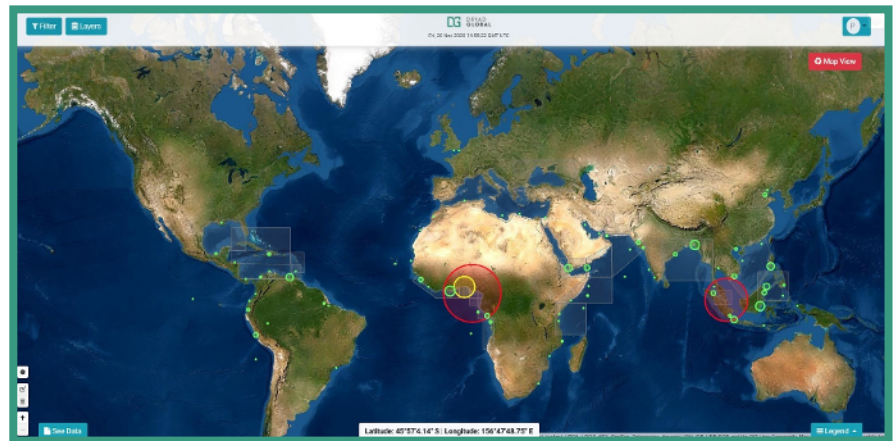 Filter
Layers
DG DRYAD
GLOBAL
P
Map View
+
See Data
Latitude: 45°57'4.14" S | Longitude: 156°47'48.75" E
Legend